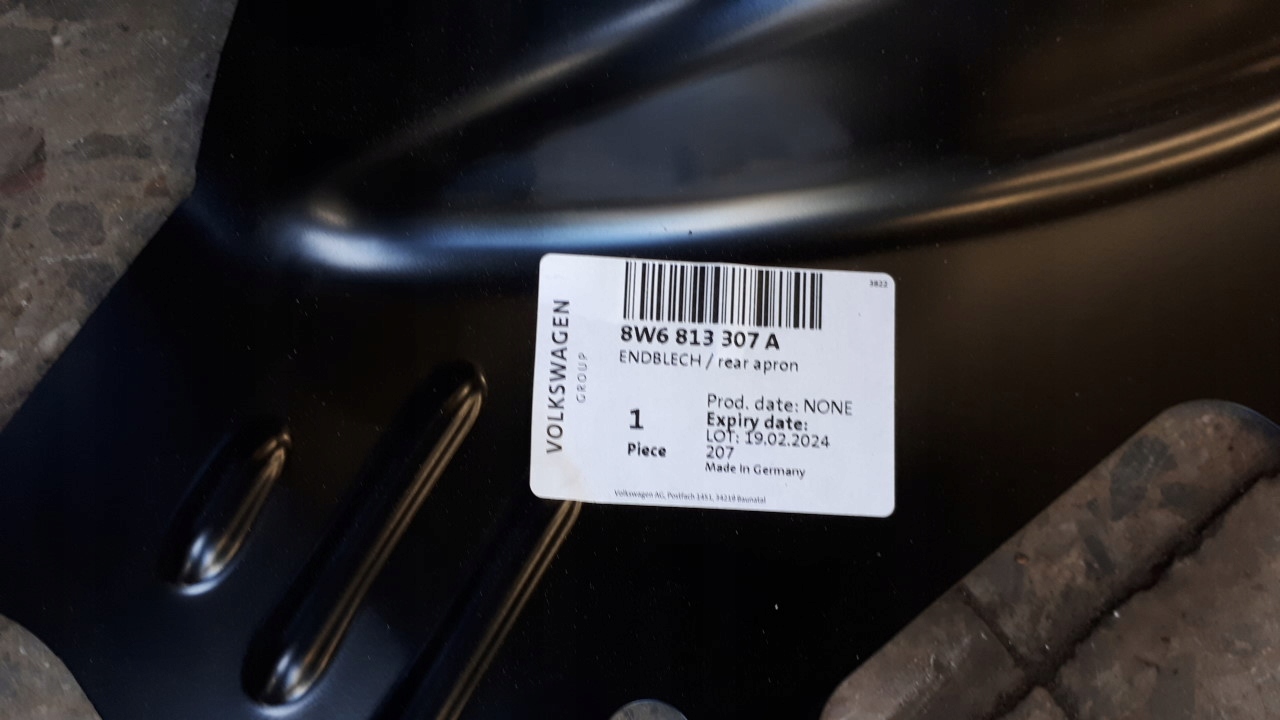 3822
8W6 813 307 A
ENDBLECH / rear apron
VOLKSWAGEN
GROUP
1
Piece
Prod. date: NONE
Expiry date:
LOT: 19.02.2024
207
Made in Germany
Volkswagen AG, Postfach 1451, 34219 Baunatal